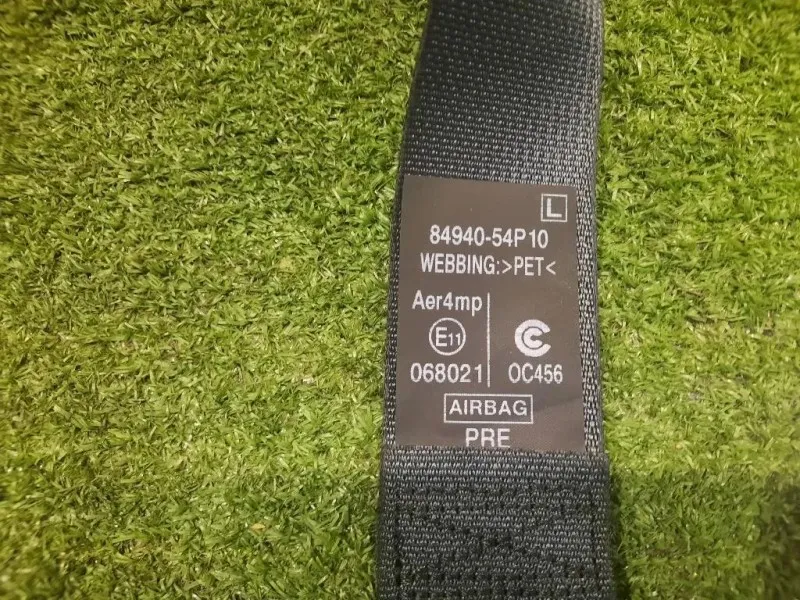 L
84940-54P10
WEBBING:>PET<
Aer4mp
E11
068021
OC456
AIRBAG
PRE